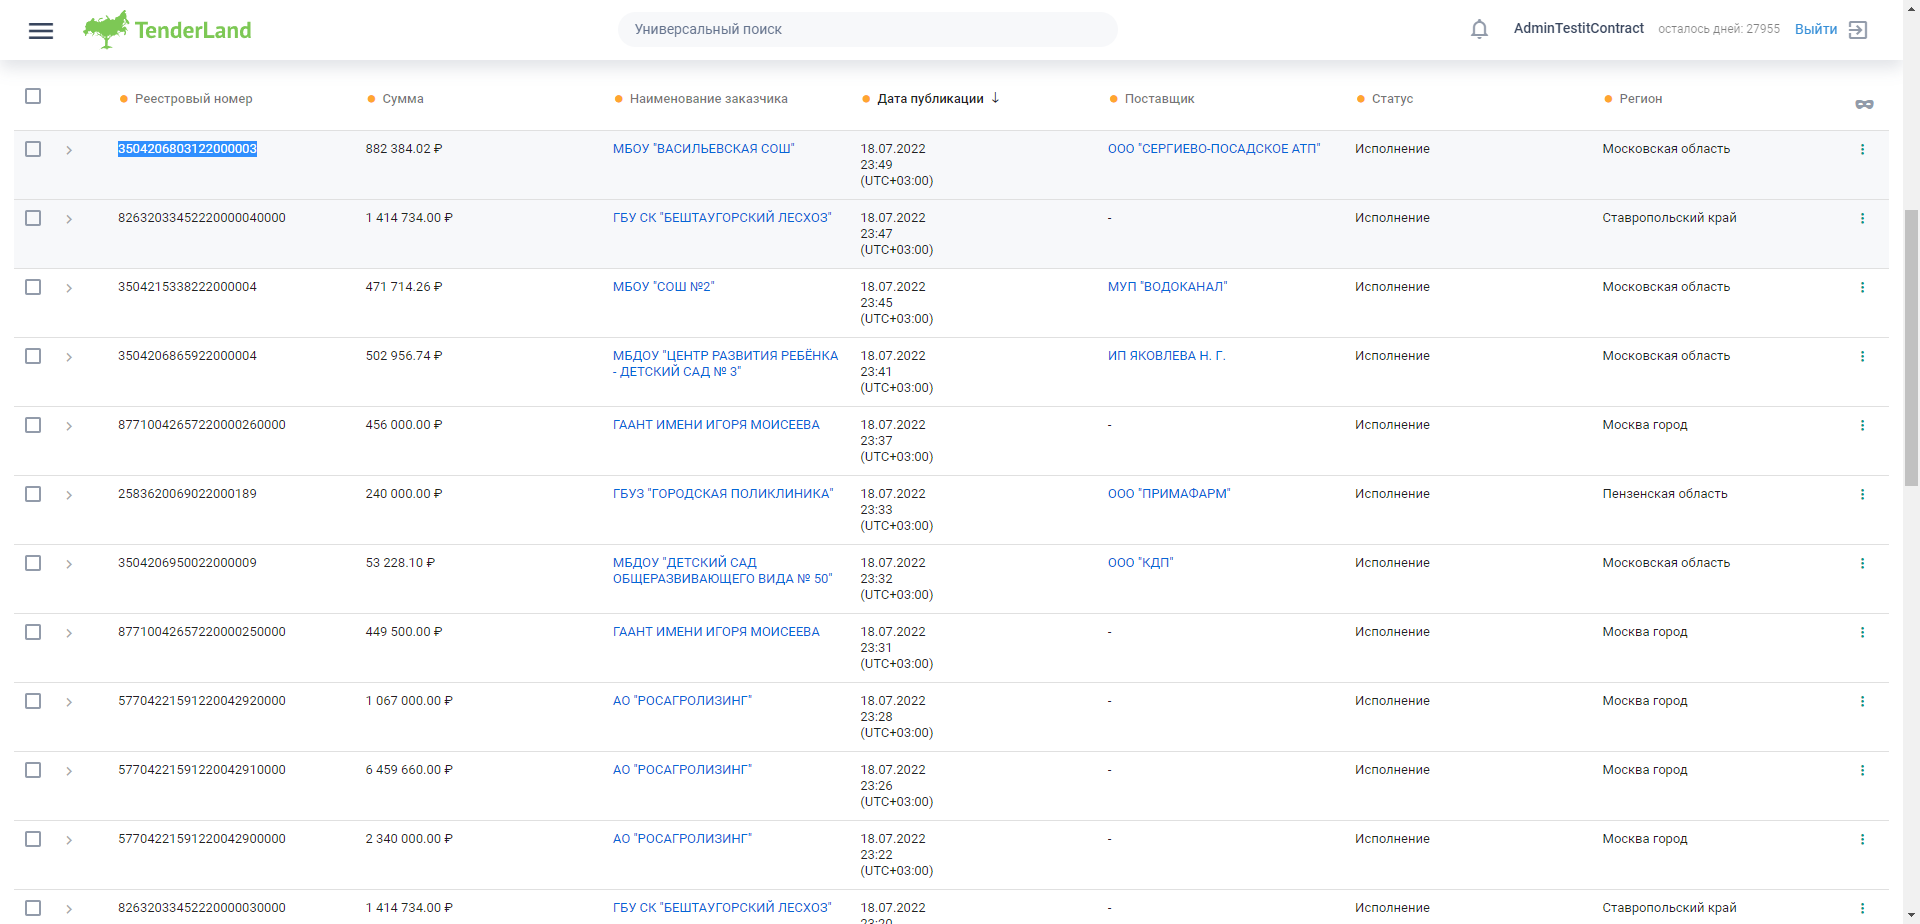 TenderLand
Универсальный поиск
AdminTestitContract
осталось дней: 27955
Выйти
Реестровый номер
Сумма
Наименование заказчика
Дата публикации
Поставщик
Статус
Регион
3504206803122000003
882 384.02 ₽
МБОУ "ВАСИЛЬЕВСКАЯ СОШ"
18.07.2022
23:49
(UTC+03:00)
ООО "СЕРГИЕВО-ПОСАДСКОЕ АТП"
Исполнение
Московская область
82632033452220000040000
1 414 734.00 ₽
ГБУ СК "БЕШТАУГОРСКИЙ ЛЕСХОЗ"
18.07.2022
23:47
(UTC+03:00)
-
Исполнение
Ставропольский край
3504215338222000004
471 714.26 ₽
МБОУ "СОШ №2"
18.07.2022
23:45
(UTC+03:00)
МУП "ВОДОКАНАЛ"
Исполнение
Московская область
3504206865922000004
502 956.74 ₽
МБДОУ "ЦЕНТР РАЗВИТИЯ РЕБЁНКА
- ДЕТСКИЙ САД № 3"
18.07.2022
23:41
(UTC+03:00)
ИП ЯКОВЛЕВА Н. Г.
Исполнение
Московская область
87710042657220000260000
456 000.00 ₽
ГААНТ ИМЕНИ ИГОРЯ МОИСЕЕВА
18.07.2022
23:37
(UTC+03:00)
-
Исполнение
Москва город
2583620069022000189
240 000.00 ₽
ГБУЗ "ГОРОДСКАЯ ПОЛИКЛИНИКА"
18.07.2022
23:33
(UTC+03:00)
ООО "ПРИМАФАРМ"
Исполнение
Пензенская область
3504206950022000009
53 228.10 ₽
МБДОУ "ДЕТСКИЙ САД
ОБЩЕРАЗВИВАЮЩЕГО ВИДА № 50"
18.07.2022
23:32
(UTC+03:00)
ООО "КДП"
Исполнение
Московская область
87710042657220000250000
449 500.00 ₽
ГААНТ ИМЕНИ ИГОРЯ МОИСЕЕВА
18.07.2022
23:31
(UTC+03:00)
-
Исполнение
Москва город
57704221591220042920000
1 067 000.00 ₽
АО "РОСАГРОЛИЗИНГ"
18.07.2022
23:28
(UTC+03:00)
-
Исполнение
Москва город
57704221591220042910000
6 459 660.00 ₽
АО "РОСАГРОЛИЗИНГ"
18.07.2022
23:26
(UTC+03:00)
-
Исполнение
Москва город
57704221591220042900000
2 340 000.00 ₽
АО "РОСАГРОЛИЗИНГ"
18.07.2022
23:22
(UTC+03:00)
-
Исполнение
Москва город
82632033452220000030000
1 414 734.00 ₽
ГБУ СК "БЕШТАУГОРСКИЙ ЛЕСХОЗ"
18.07.2022
-
Исполнение
Ставропольский край